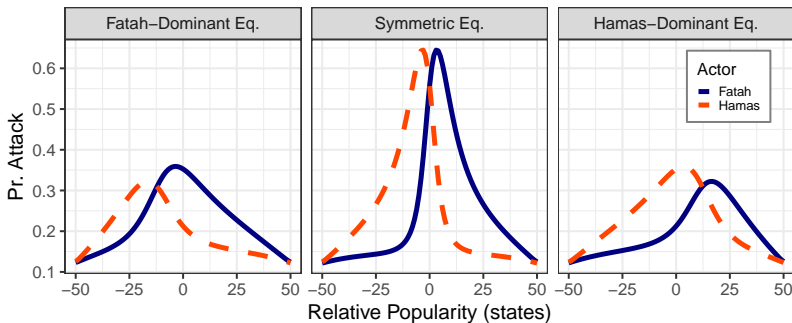 Fatah−Dominant Eq. Symmetric Eq. Hamas−Dominant Eq.
Pr. Attack
0.6
0.5
0.4
0.3
0.2
0.1
Actor
Fatah
Hamas
−50 −25 0 25 50 −50 −25 0 25 50 −50 −25 0 25 50
Relative Popularity (states)